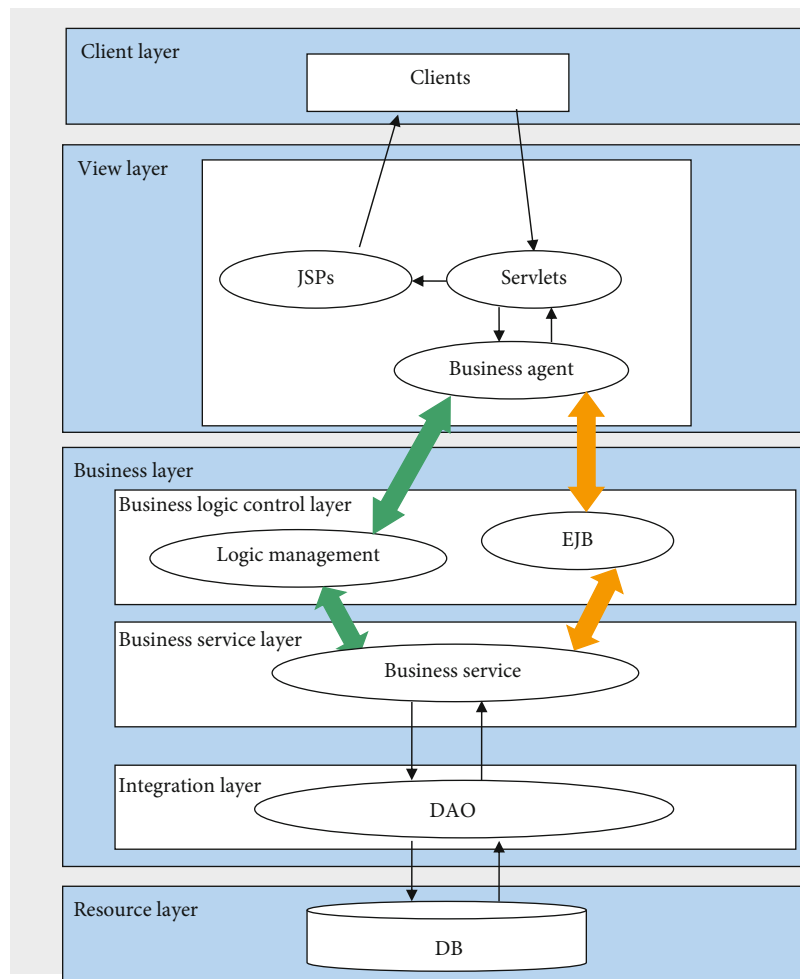 Client layer
Clients
View layer
JSPs
Servlets
Business agent
Business layer
Business logic control layer
Logic management
EJB
Business service layer
Business service
Integration layer
DAO
Resource layer
DB